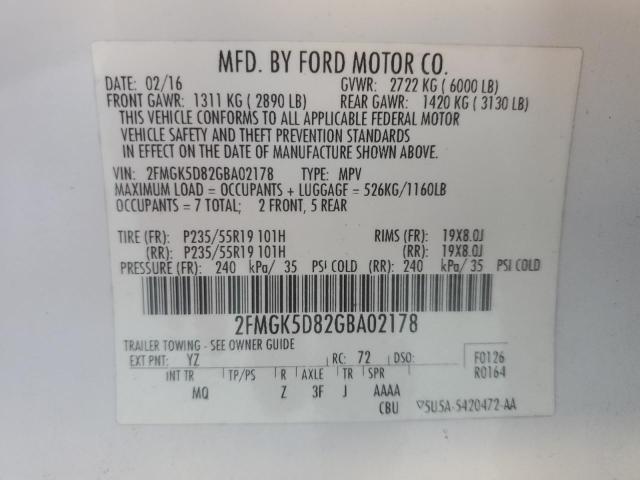 MFD. BY FORD MOTOR CO.
DATE: 02/16 GVWR: 2722 KG ( 6000 LB)
FRONT GAWR: 1311 KG ( 2890 LB) REAR GAWR: 1420 KG ( 3130 LB)
THIS VEHICLE CONFORMS TO ALL APPLICABLE FEDERAL MOTOR
VEHICLE SAFETY AND THEFT PREVENTION STANDARDS
IN EFFECT ON THE DATE OF MANUFACTURE SHOWN ABOVE.
VIN: 2FMGK5D82GBA02178 TYPE: MPV
MAXIMUM LOAD = OCCUPANTS + LUGGAGE = 526KG/1160LB
OCCUPANTS = 7 TOTAL; 2 FRONT, 5 REAR
TIRE (FR): P235/55R19 101H RIMS (FR): 19X8.0J
(RR): P235/55R19 101H (RR): 19X8.0J
PRESSURE (FR): 240 kPa/ 35 PSI COLD (RR): 240 kPa/ 35 PSI COLD
2FMGK5D82GBA02178
TRAILER TOWING - SEE OWNER GUIDE
EXT PNT: YZ RC: 72 DSO: F0126
INT TR TP/PS R AXLE TR SPR R0164
MQ Z 3F J AAAA
CBU 5U5A-5420472-AA